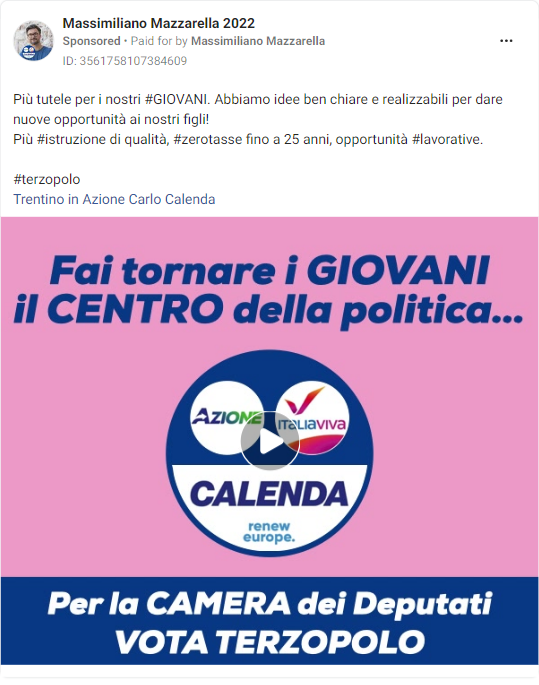 Massimiliano Mazzarella 2022
Sponsored • Paid for by Massimiliano Mazzarella
ID: 3561758107384609
Più tutele per i nostri #GIOVANI. Abbiamo idee ben chiare e realizzabili per dare
nuove opportunità ai nostri figli!
Più #istruzione di qualità, #zerotasse fino a 25 anni, opportunità #lavorative.
#terzopolo
Trentino in Azione Carlo Calenda
Fai tornare i GIOVANI
il CENTRO della politica...
AZIONE
ITALIAVIVA
CALENDA
renew
europe.
Per la CAMERA dei Deputati
VOTA TERZOPOLO